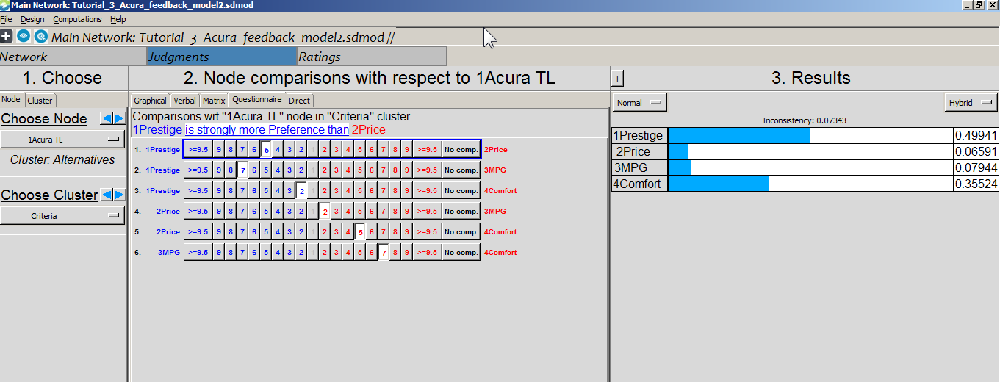 Main Network: Tutorial_3_Acura_feedback_model2.sdmod
File Design Computations Help
Main Network: Tutorial_3_Acura_feedback_model2.sdmod //
Network Judgments Ratings
1. Choose
Node Cluster
Choose Node
1Acura TL
Cluster: Alternatives
Choose Cluster
Criteria
2. Node comparisons with respect to 1Acura TL
Graphical Verbal Matrix Questionnaire Direct
Comparisons wrt "1Acura TL" node in "Criteria" cluster
1Prestige is strongly more Preference than 2Price
1. 1Prestige >=9.5 9 8 7 6 5 4 3 2 1 2 3 4 5 6 7 8 9 >=9.5 No comp. 2Price
2. 1Prestige >=9.5 9 8 7 6 5 4 3 2 1 2 3 4 5 6 7 8 9 >=9.5 No comp. 3MPG
3. 1Prestige >=9.5 9 8 7 6 5 4 3 2 1 2 3 4 5 6 7 8 9 >=9.5 No comp. 4Comfort
4. 2Price >=9.5 9 8 7 6 5 4 3 2 1 2 3 4 5 6 7 8 9 >=9.5 No comp. 3MPG
5. 2Price >=9.5 9 8 7 6 5 4 3 2 1 2 3 4 5 6 7 8 9 >=9.5 No comp. 4Comfort
6. 3MPG >=9.5 9 8 7 6 5 4 3 2 1 2 3 4 5 6 7 8 9 >=9.5 No comp. 4Comfort
+ 3. Results
Normal Hybrid
Inconsistency: 0.07343
1Prestige 0.49941
2Price 0.06591
3MPG 0.07944
4Comfort 0.35524